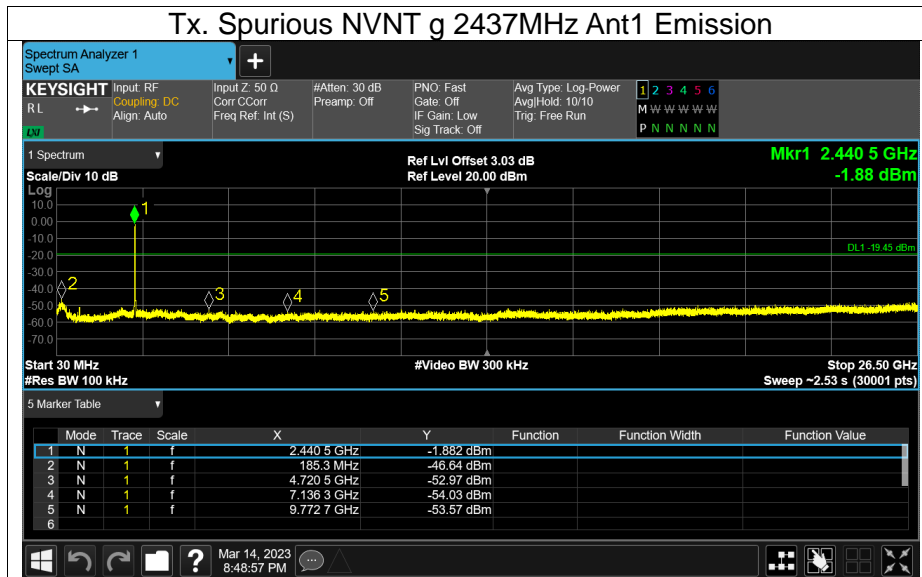 Tx. Spurious NVNT g 2437MHz Ant1 Emission
Spectrum Analyzer 1
Swept SA
+
KEYSIGHT
RL
LXI
Input: RF
Coupling: DC
Align: Auto
Input Z: 50 Ω
Corr CCorr
Freq Ref: Int (S)
#Atten: 30 dB
Preamp: Off
PNO: Fast
Gate: Off
IF Gain: Low
Sig Track: Off
Avg Type: Log-Power
Avg|Hold: 10/10
Trig: Free Run
1 2 3 4 5 6
M W W W W W
P N N N N N
1 Spectrum
Scale/Div 10 dB
Ref Lvl Offset 3.03 dB
Ref Level 20.00 dBm
Mkr1 2.440 5 GHz
-1.88 dBm
Log
10.0
0.00
-10.0
-20.0
-30.0
-40.0
-50.0
-60.0
-70.0
1
2
3
4
5
DL1 -19.45 dBm
Start 30 MHz
#Res BW 100 kHz
#Video BW 300 kHz
Stop 26.50 GHz
Sweep ~2.53 s (30001 pts)
5 Marker Table
Mode Trace Scale X Y Function Function Width Function Value
1 N 1 f 2.440 5 GHz -1.882 dBm
2 N 1 f 185.3 MHz -46.64 dBm
3 N 1 f 4.720 5 GHz -52.97 dBm
4 N 1 f 7.136 3 GHz -54.03 dBm
5 N 1 f 9.772 7 GHz -53.57 dBm
6
?
Mar 14, 2023
8:48:57 PM